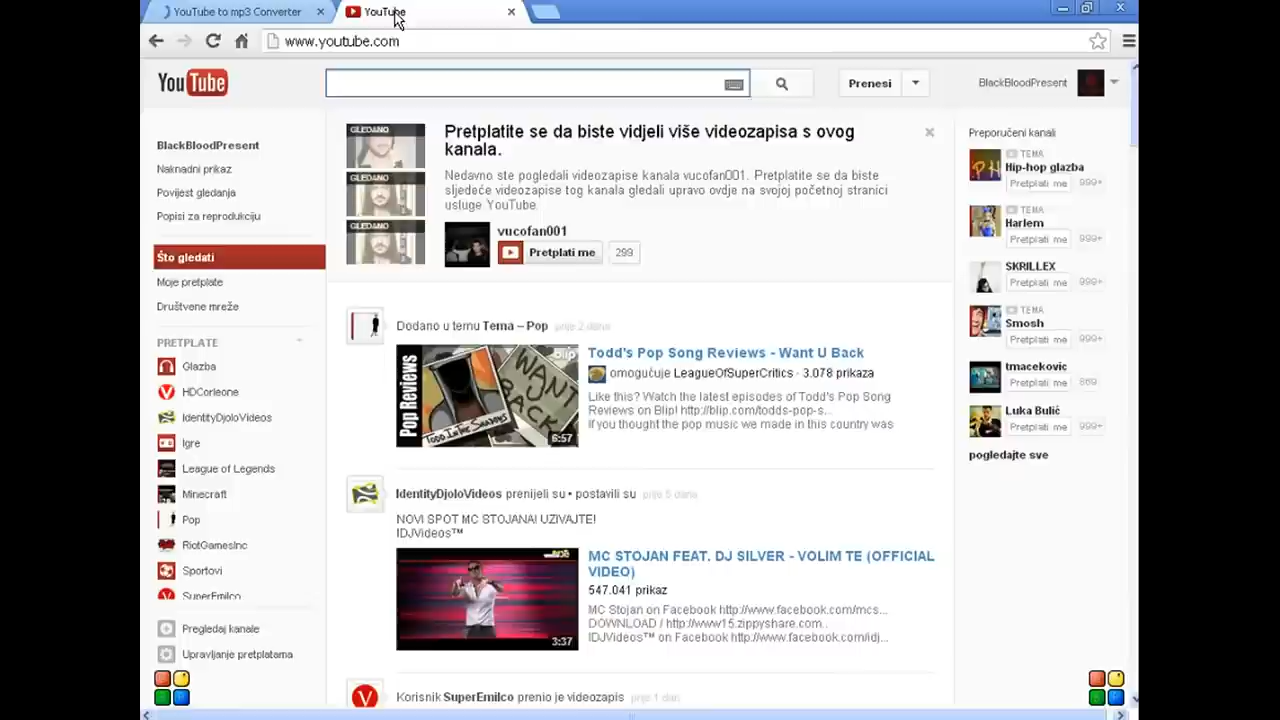 YouTube to mp3 Converter
YouTube
www.youtube.com
YouTube
Prenesi
BlackBloodPresent
BlackBloodPresent
Naknadni prikaz
Povijest gledanja
Popisi za reprodukciju
Što gledati
Moje pretplate
Društvene mreže
PRETPLATE
Glazba
HDCorleone
IdentityDjoloVideos
Igre
League of Legends
Minecraft
Pop
RiotGamesInc
Sportovi
SuperEmilco
Pregledaj kanale
Upravljanje pretplatama
GLEDANO
GLEDANO
GLEDANO
Pretplatite se da biste vidjeli više videozapisa s ovog
kanala.
Nedavno ste pogledali videozapise kanala vucofan001. Pretplatite se da biste
sljedeće videozapise tog kanala gledali upravo ovdje na svojoj početnoj stranici
usluge YouTube.
vucofan001
Pretplati me 299
Dodano u temu Tema – Pop prije 2 dana
Pop Reviews
blip
WANT U BACK
TODD IN THE SHADOWS
6:57
Todd's Pop Song Reviews - Want U Back
omogućuje LeagueOfSuperCritics · 3.078 prikaza
Like this? Watch the latest episodes of Todd's Pop Song
Reviews on Blip! http://blip.com/todds-pop-s...
If you thought the pop music we made in this country was
IdentityDjoloVideos prenijeli su • postavili su prije 5 dana
NOVI SPOT MC STOJANA! UZIVAJTE!
IDJVideos™
3:37
MC STOJAN FEAT. DJ SILVER - VOLIM TE (OFFICIAL
VIDEO)
547.041 prikaz
MC Stojan on Facebook http://www.facebook.com/mcs...
DOWNLOAD / http://www15.zippyshare.com...
IDJVideos™ on Facebook http://www.facebook.com/idj...
Korisnik SuperEmilco prenio je videozapis prije 1 dan
Preporučeni kanali
TEMA
Hip-hop glazba
Pretplati me 999+
TEMA
Harlem
Pretplati me 999+
SKRILLEX
Pretplati me 999+
TEMA
Smosh
Pretplati me 999+
tmacekovic
Pretplati me 869
Luka Bulić
Pretplati me 999+
pogledajte sve